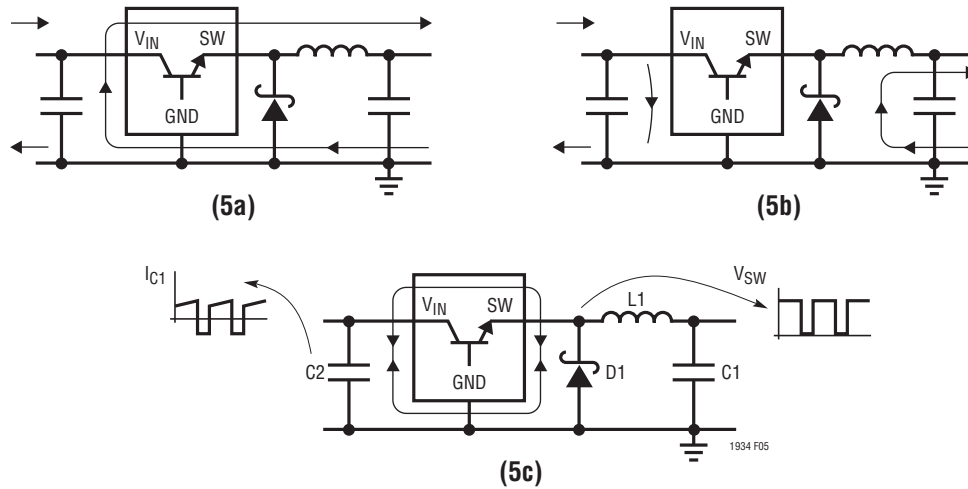 VIN SW
GND
(5a)
VIN SW
GND
(5b)
IC1
VIN SW
GND
C2
L1
D1
C1
VSW
1934 F05
(5c)